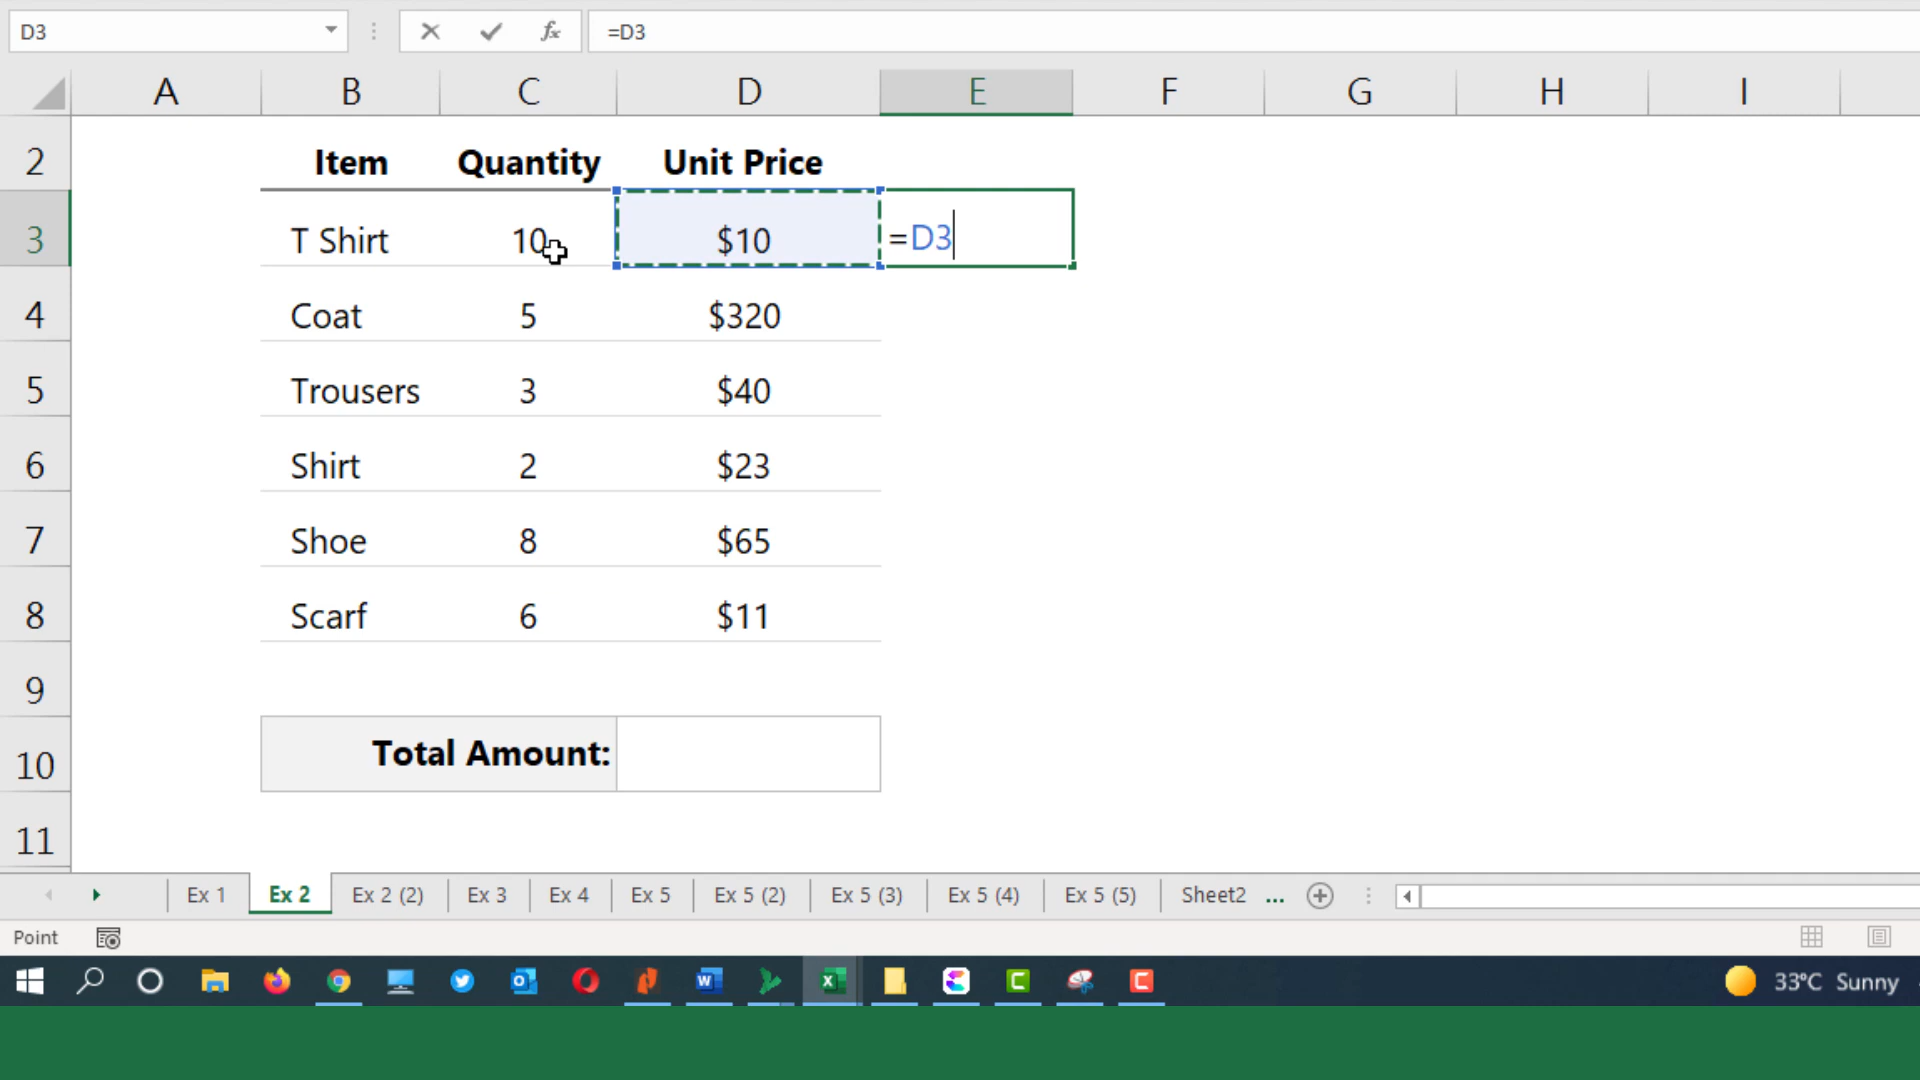 D3 fx =D3
A B C D E F G H I
2 Item Quantity Unit Price
3 T Shirt 10 $10 =D3
4 Coat 5 $320
5 Trousers 3 $40
6 Shirt 2 $23
7 Shoe 8 $65
8 Scarf 6 $11
9
10 Total Amount:
11
Ex 1 Ex 2 Ex 2 (2) Ex 3 Ex 4 Ex 5 Ex 5 (2) Ex 5 (3) Ex 5 (4) Ex 5 (5) Sheet2 ...
Point
33°C Sunny